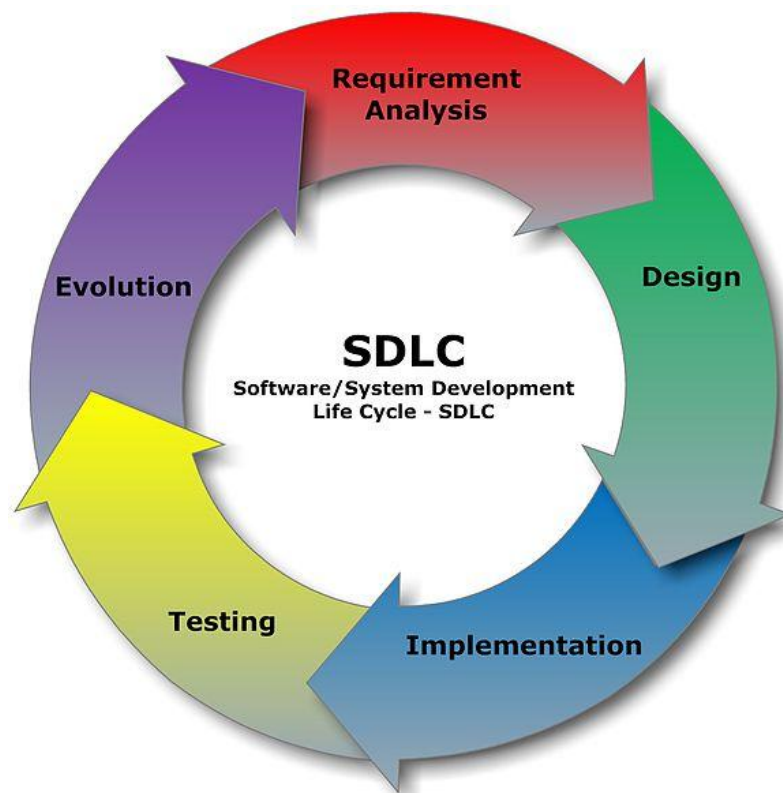 Requirement
Analysis
Design
Implementation
Testing
Evolution
SDLC
Software/System Development
Life Cycle - SDLC